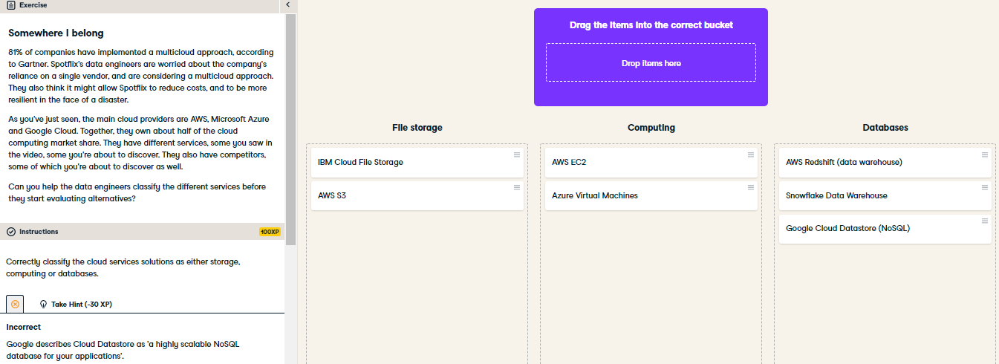 Exercise
Somewhere I belong
81% of companies have implemented a multicloud approach, according
to Gartner. Spotflix's data engineers are worried about the company's
reliance on a single vendor, and are considering a multicloud approach.
They also think it might allow Spotflix to reduce costs, and to be more
resilient in the face of a disaster.
As you've just seen, the main cloud providers are AWS, Microsoft Azure
and Google Cloud. Together, they own about half of the cloud
computing market share. They have different services, some you saw in
the video, some you're about to discover. They also have competitors,
some of which you're about to discover as well.
Can you help the data engineers classify the different services before
they start evaluating alternatives?
Instructions
100XP
Correctly classify the cloud services solutions as either storage,
computing or databases.
Take Hint (-30 XP)
Incorrect
Google describes Cloud Datastore as 'a highly scalable NoSQL
database for your applications'.
Drag the items into the correct bucket
Drop items here
File storage
IBM Cloud File Storage
AWS S3
Computing
AWS EC2
Azure Virtual Machines
Databases
AWS Redshift (data warehouse)
Snowflake Data Warehouse
Google Cloud Datastore (NoSQL)